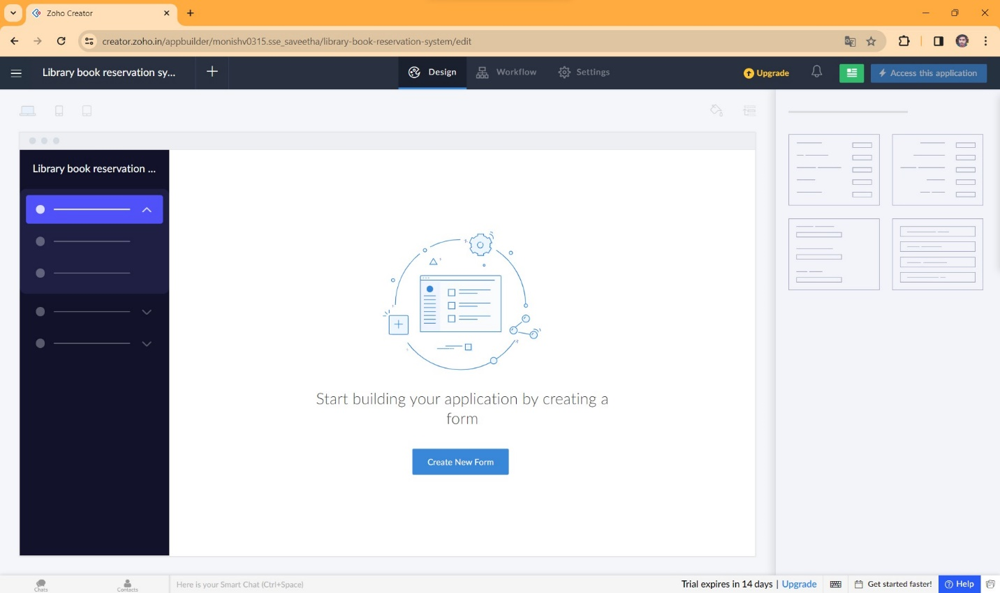 Zoho Creator
creator.zoho.in/appbuilder/monishv0315.sse_saveetha/library-book-reservation-system/edit
Library book reservation sy...
Design
Workflow
Settings
Upgrade
Access this application
Library book reservation ...
Start building your application by creating a
form
Create New Form
Chats
Contacts
Here is your Smart Chat (Ctrl+Space)
Trial expires in 14 days | Upgrade
Get started faster!
Help